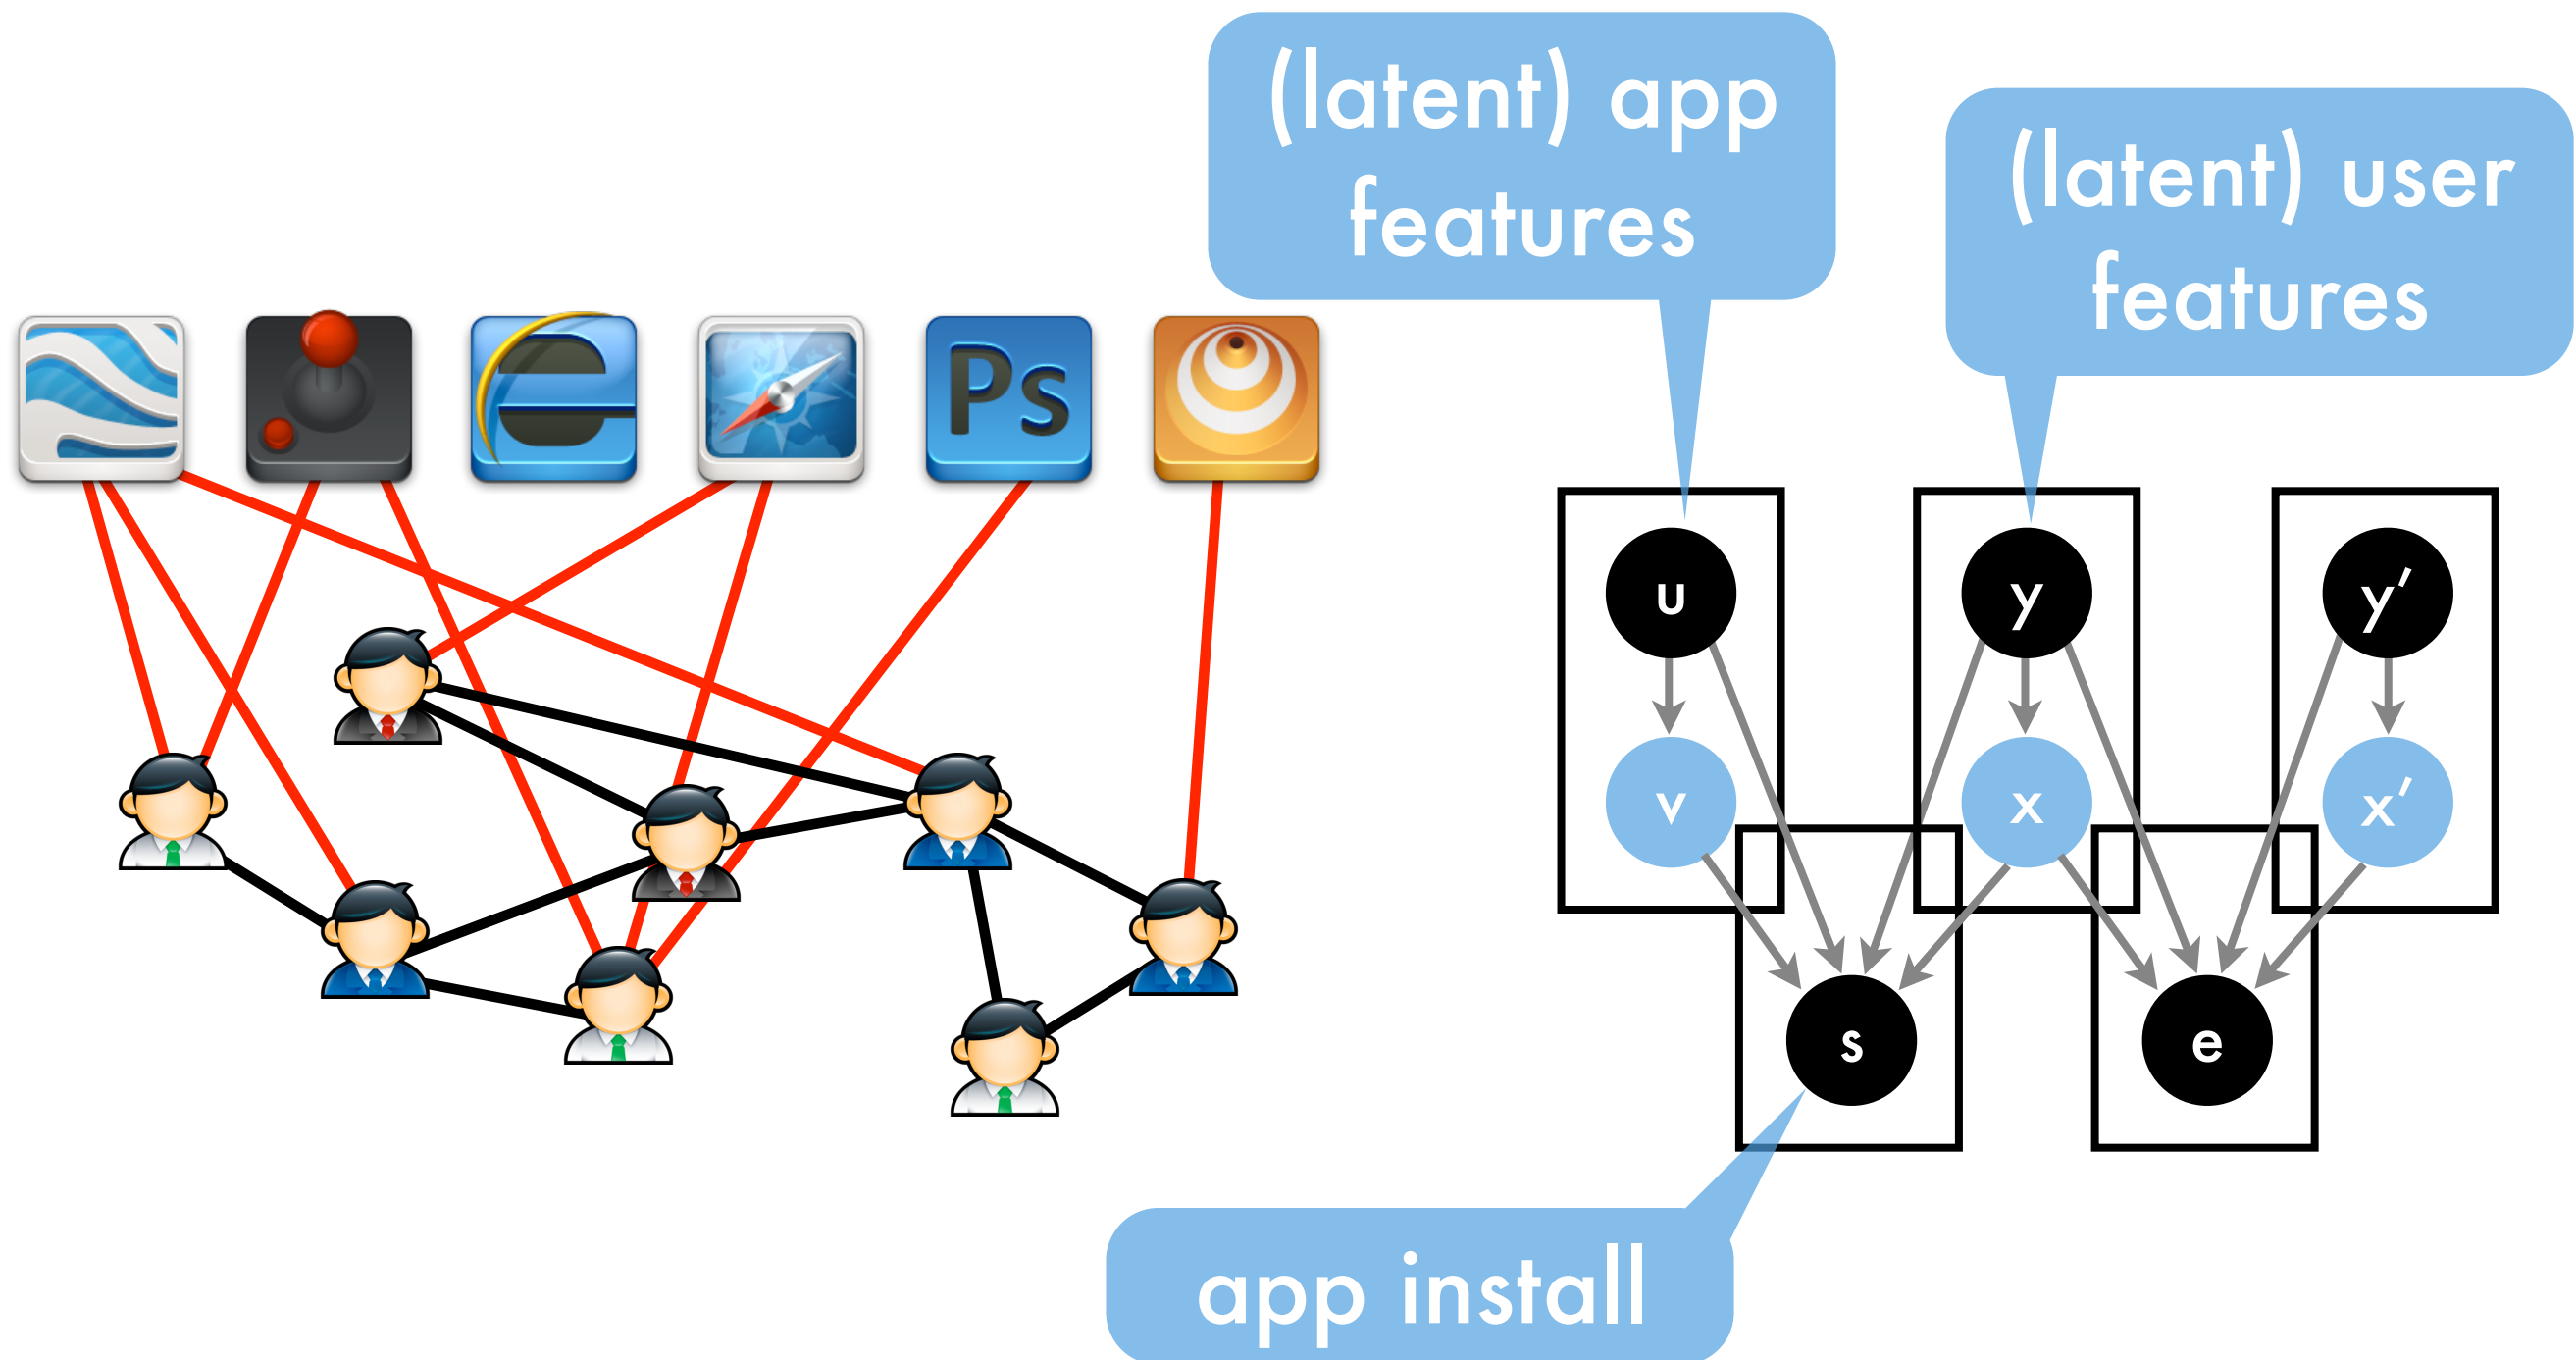 (latent) app
features
(latent) user
features
Ps
u
y
y′
v
x
x′
s
e
app install